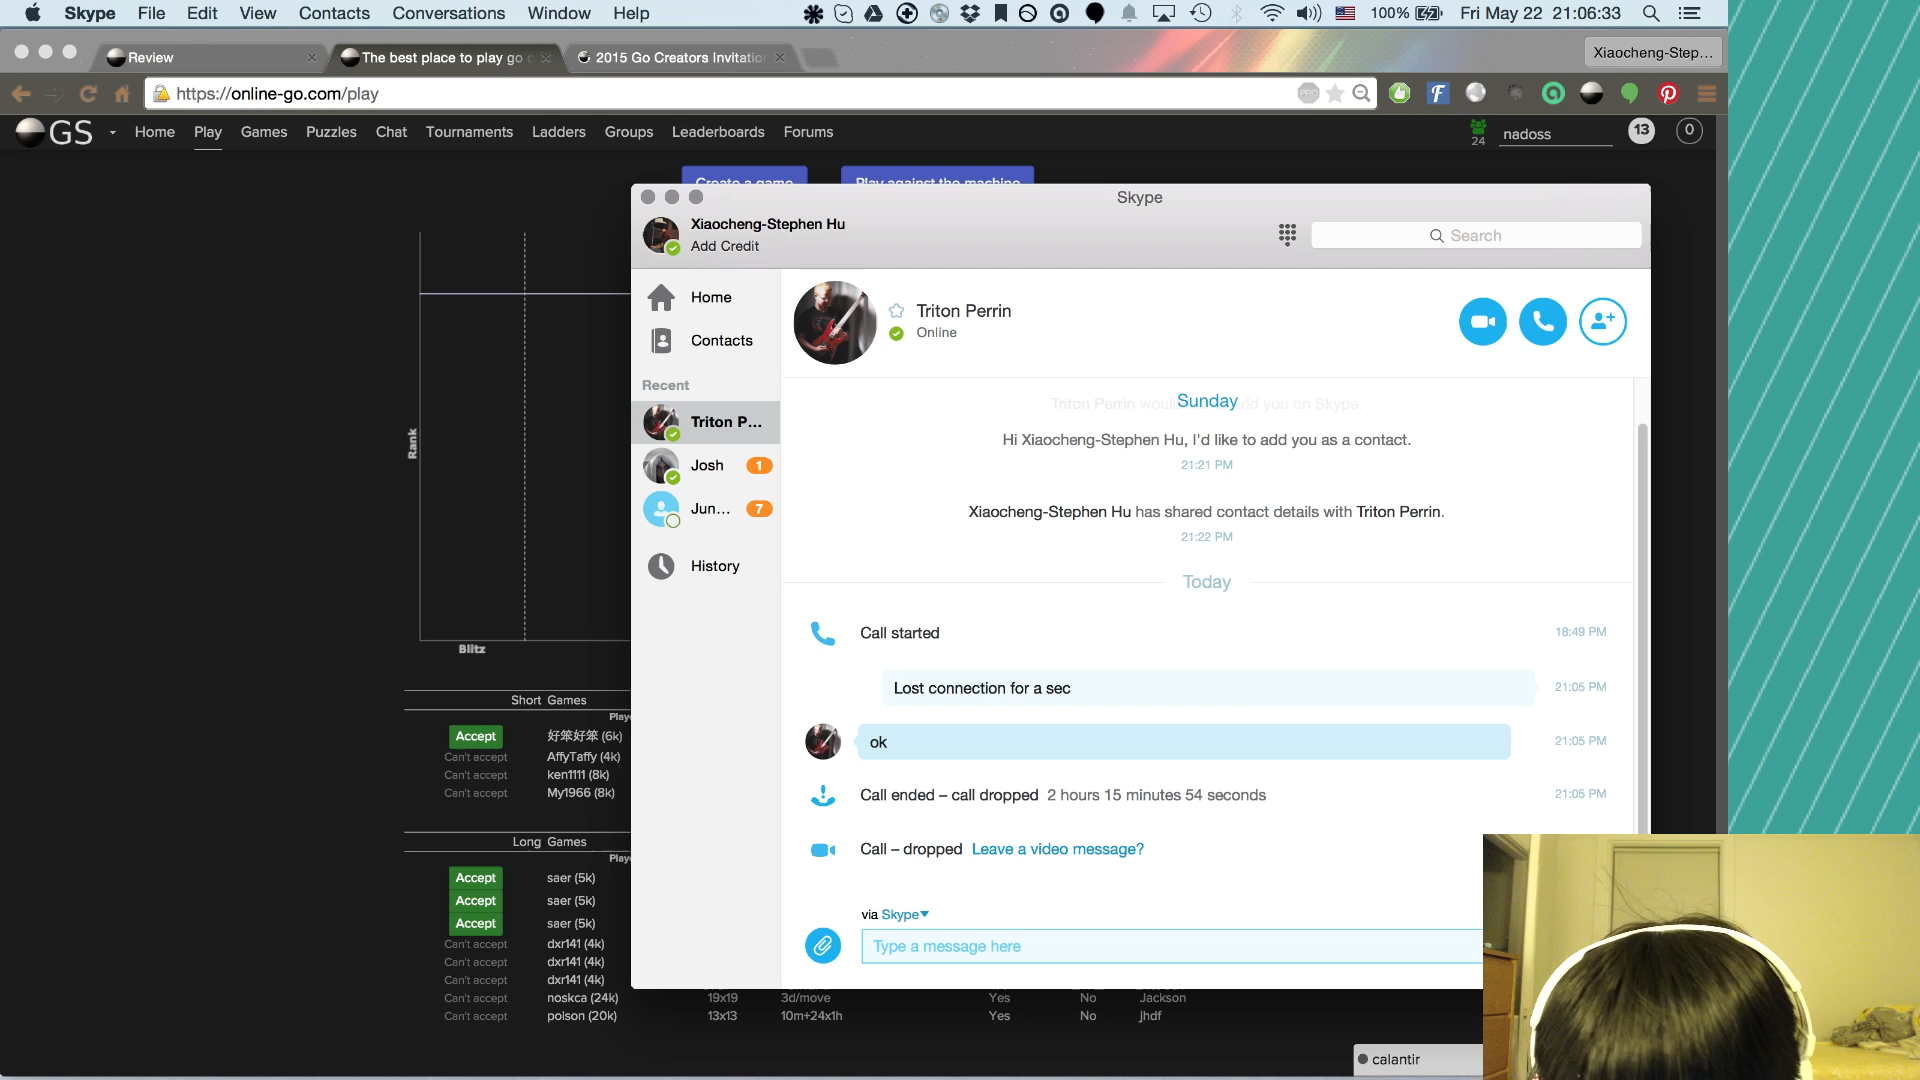 Skype File Edit View Contacts Conversations Window Help 100% Fri May 22 21:06:33
Review The best place to play go 2015 Go Creators Invitation Xiaocheng-Step...
https://online-go.com/play
GS Home Play Games Puzzles Chat Tournaments Ladders Groups Leaderboards Forums 24 nadoss 13 0
Create a game Play against the machine
Skype
Xiaocheng-Stephen Hu
Add Credit
Search
Home
Contacts
Recent
Triton P...
Josh 1
Jun... 7
History
Triton Perrin
Online
Sunday
Hi Xiaocheng-Stephen Hu, I'd like to add you as a contact.
21:21 PM
Xiaocheng-Stephen Hu has shared contact details with Triton Perrin.
21:22 PM
Today
Call started 18:49 PM
Lost connection for a sec 21:05 PM
ok 21:05 PM
Call ended – call dropped 2 hours 15 minutes 54 seconds 21:05 PM
Call – dropped Leave a video message?
via Skype
Type a message here
Rank
Blitz
Short Games
Accept 好笨好笨 (6k)
Can't accept AffyTaffy (4k)
Can't accept ken1111 (8k)
Can't accept My1966 (8k)
Long Games
Accept saer (5k)
Accept saer (5k)
Accept saer (5k)
Can't accept dxr141 (4k)
Can't accept dxr141 (4k)
Can't accept dxr141 (4k)
Can't accept noskca (24k) 19x19 3d/move Yes No Jackson
Can't accept poison (20k) 13x13 10m+24x1h Yes No jhdf
calantir